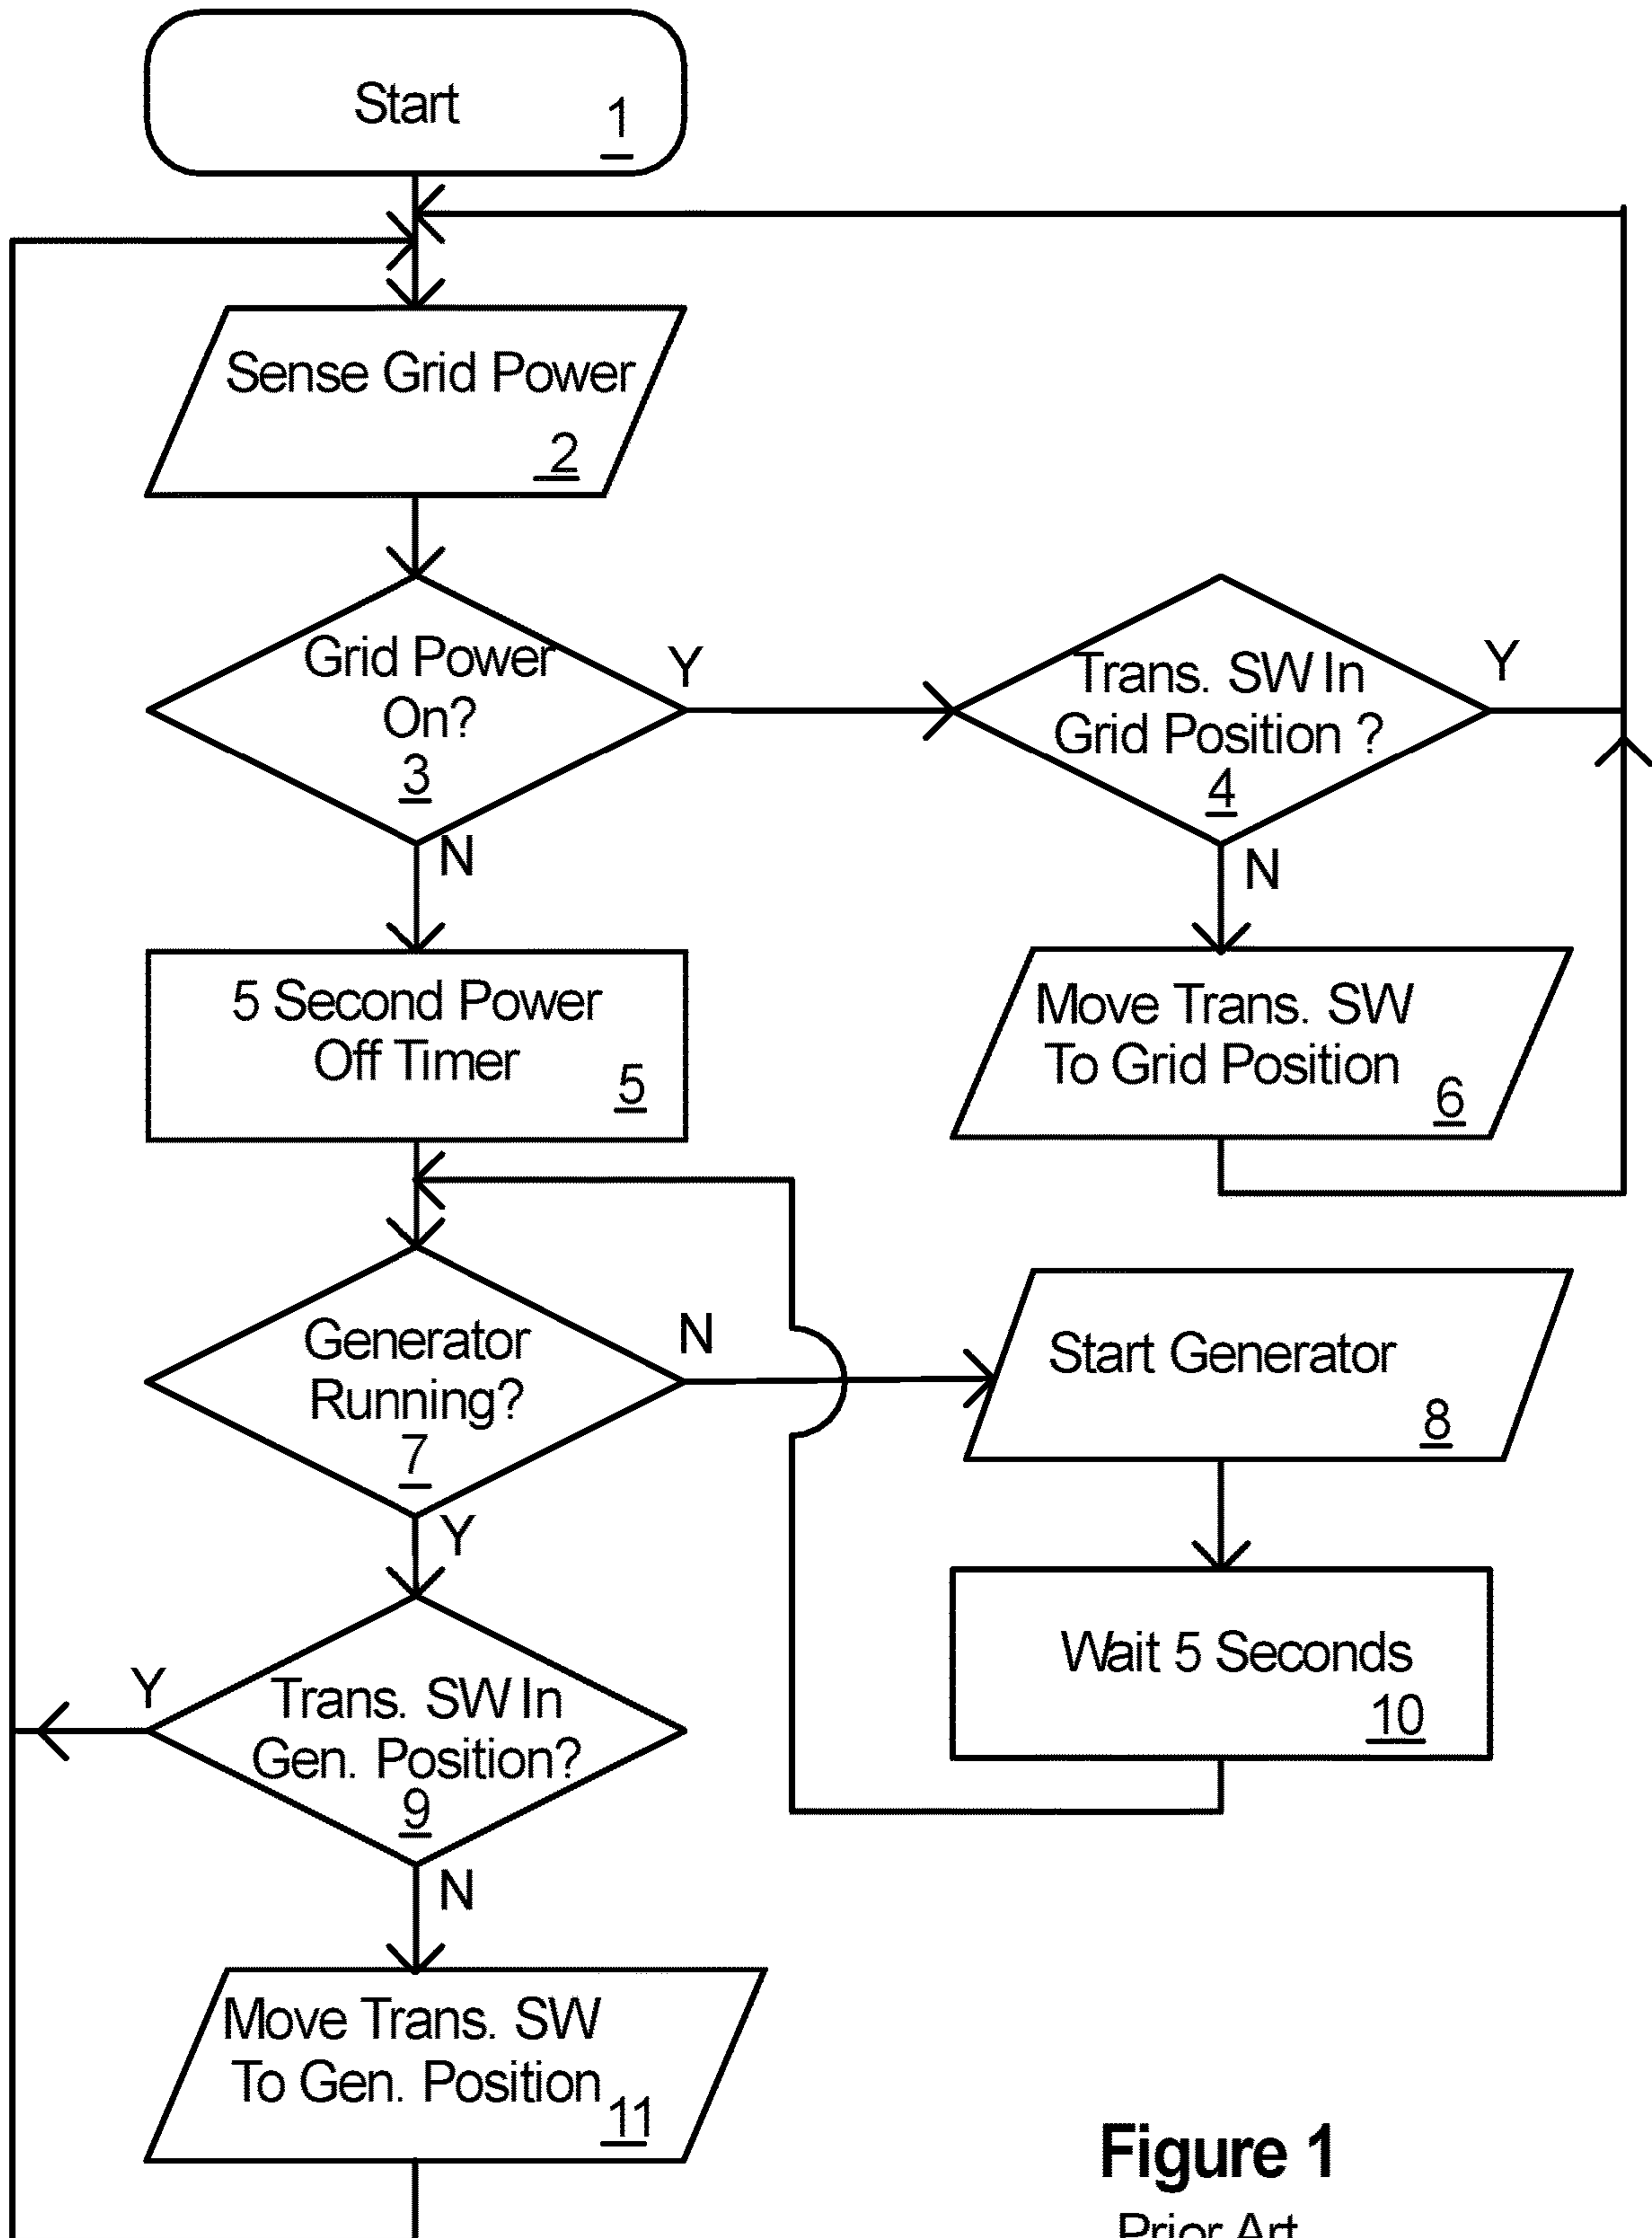 Start
1
Sense Grid Power
2
Grid Power
On?
3
Y
N
Trans. SW In
Grid Position ?
4
Y
N
5 Second Power
Off Timer
5
Move Trans. SW
To Grid Position
6
Generator
Running?
7
N
Y
Start Generator
8
Wait 5 Seconds
10
Trans. SW In
Gen. Position?
9
Y
N
Move Trans. SW
To Gen. Position
11
Figure 1
Prior Art